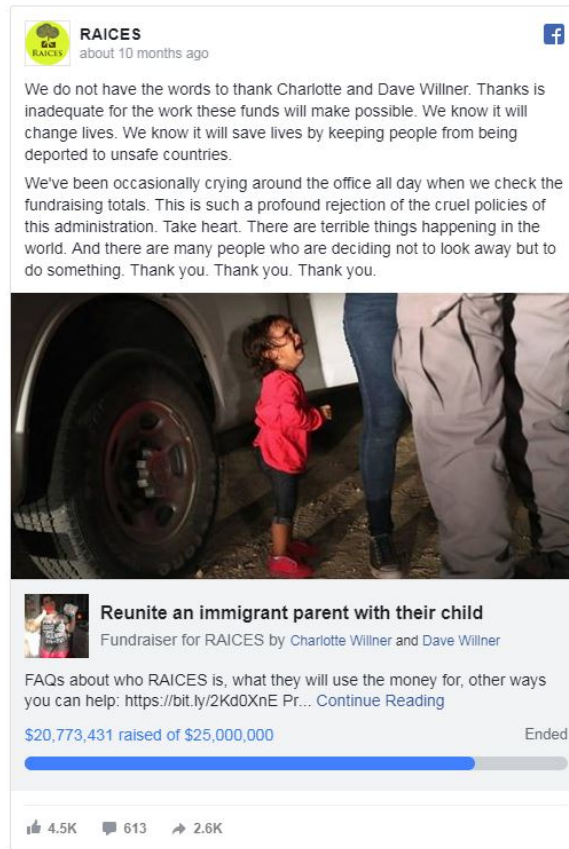 RAICES
about 10 months ago
RAICES
We do not have the words to thank Charlotte and Dave Willner. Thanks is
inadequate for the work these funds will make possible. We know it will
change lives. We know it will save lives by keeping people from being
deported to unsafe countries.
We've been occasionally crying around the office all day when we check the
fundraising totals. This is such a profound rejection of the cruel policies of
this administration. Take heart. There are terrible things happening in the
world. And there are many people who are deciding not to look away but to
do something. Thank you. Thank you. Thank you.
Reunite an immigrant parent with their child
Fundraiser for RAICES by Charlotte Willner and Dave Willner
FAQs about who RAICES is, what they will use the money for, other ways
you can help: https://bit.ly/2Kd0XnE Pr... Continue Reading
$20,773,431 raised of $25,000,000 Ended
4.5K 613 2.6K